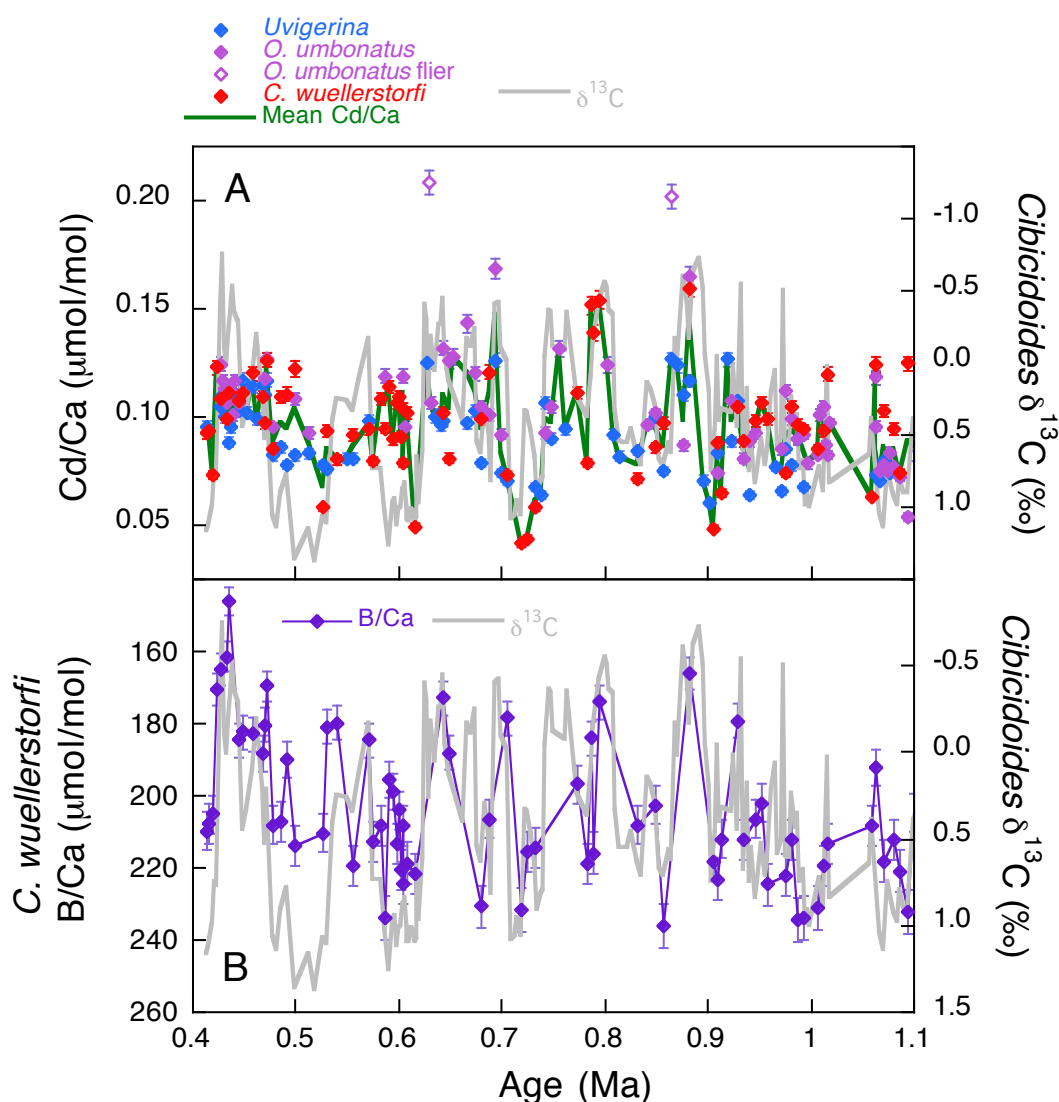 Uvigerina
O. umbonatus
O. umbonatus flier
C. wuellerstorfi
Mean Cd/Ca
δ13C
A
Cd/Ca (μmol/mol)
0.20
0.15
0.10
0.05
-1.0
-0.5
0.0
0.5
1.0
Cibicidoides δ13C (‰)
B/Ca
δ13C
B
C. wuellerstorfi
B/Ca (μmol/mol)
160
180
200
220
240
260
-0.5
0.0
0.5
1.0
1.5
Cibicidoides δ13C (‰)
0.4
0.5
0.6
0.7
0.8
0.9
1
1.1
Age (Ma)